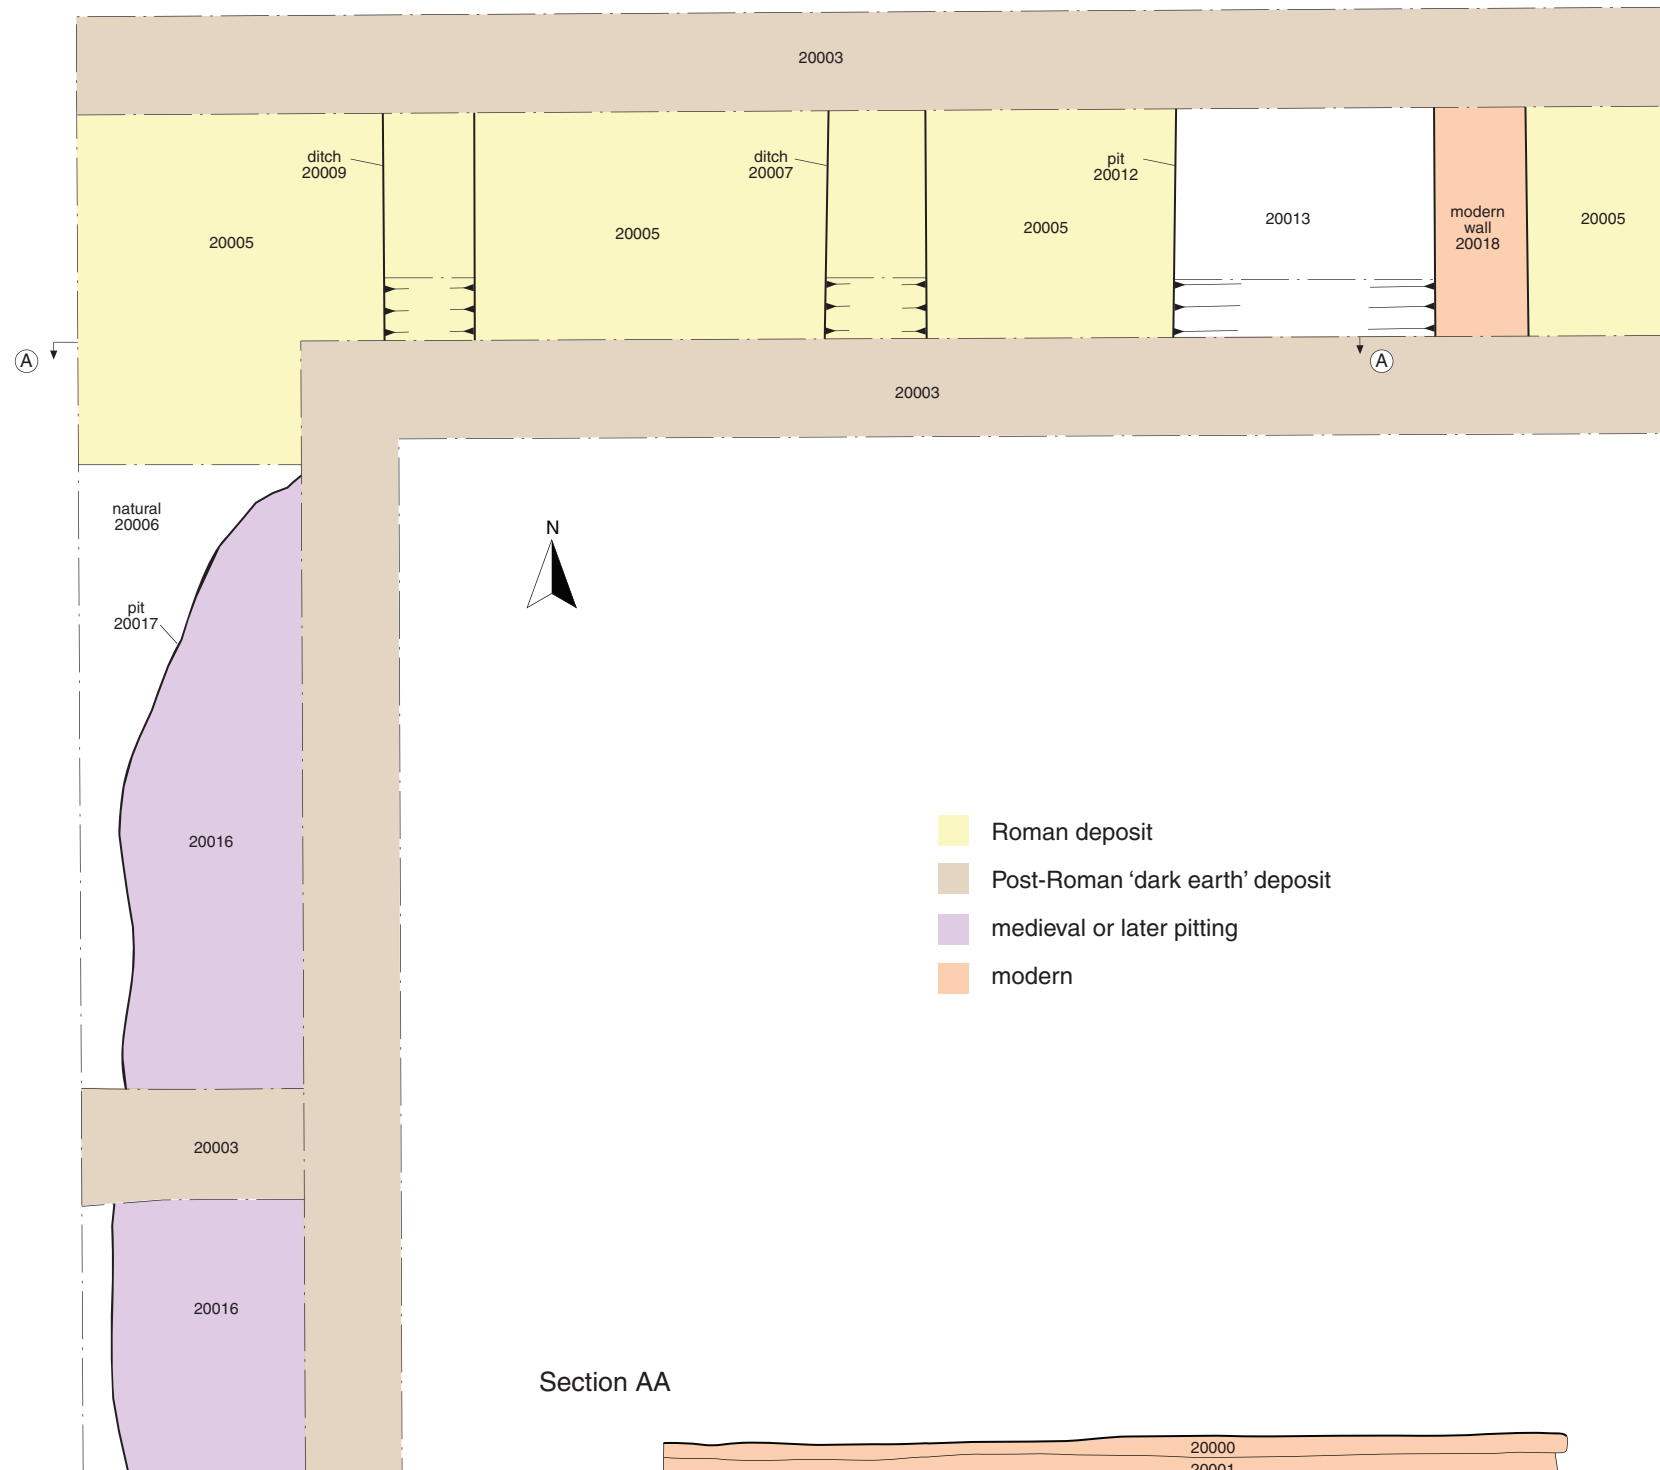 20003
ditch
20009
ditch
20007
pit
20012
20005
20005
20005
20013
modern
wall
20018
20005
A
A
20003
natural
20006
N
pit
20017
20016
Roman deposit
Post-Roman ‘dark earth’ deposit
medieval or later pitting
modern
20003
20016
Section AA
20000
20001